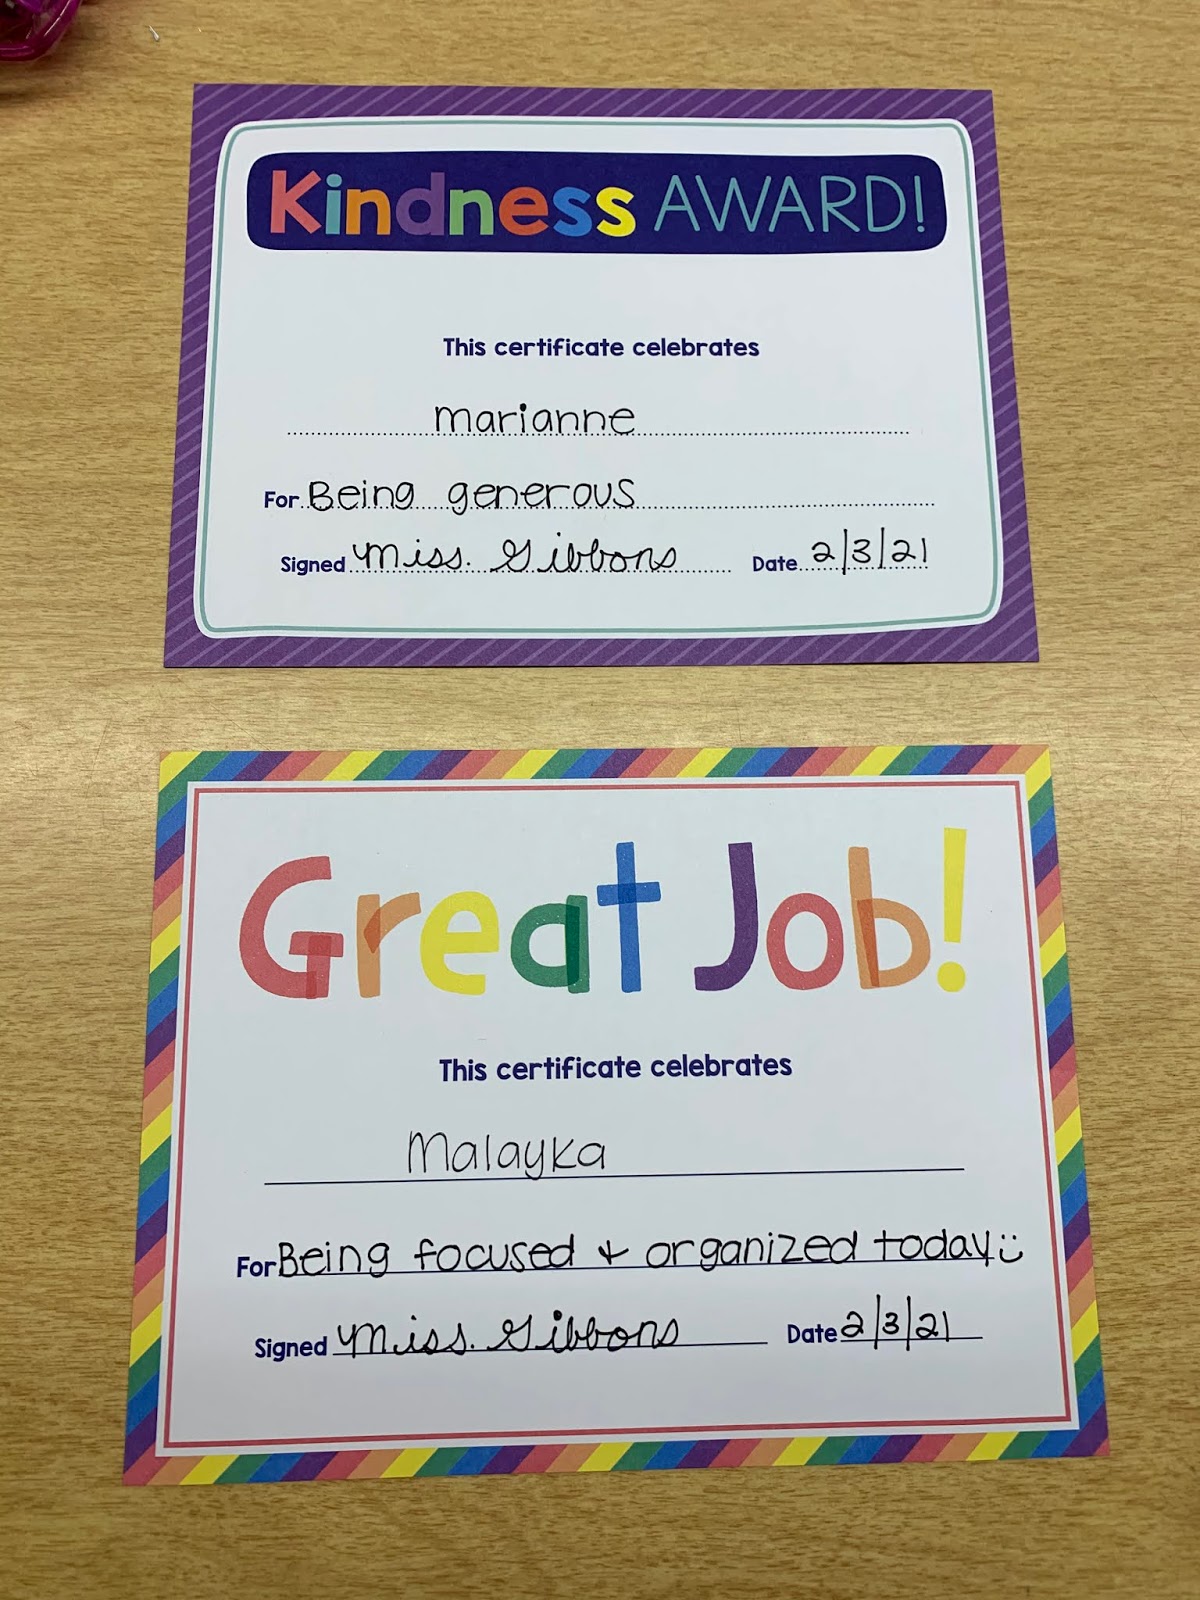 Kindness AWARD!
This certificate celebrates
marianne
For Being generous
Signed Miss. Gibbons Date 2/3/21
Great Job!
This certificate celebrates
Malayka
For Being focused & organized today :)
Signed Miss. Gibbons Date 2/3/21